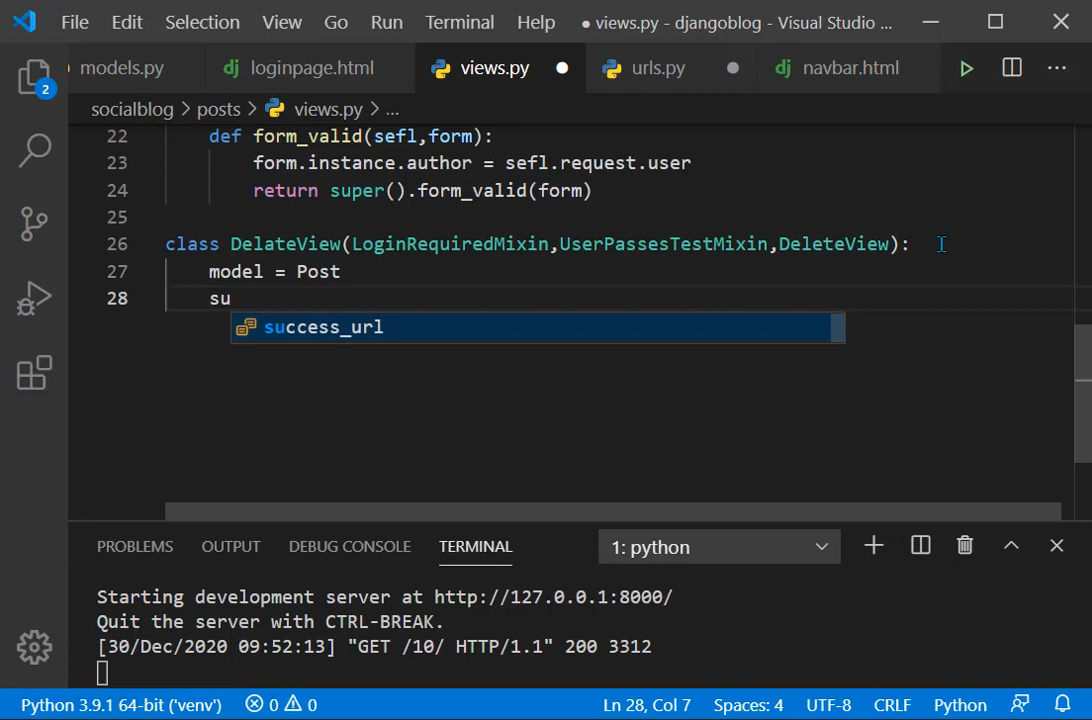 File Edit Selection View Go Run Terminal Help ● views.py - djangoblog - Visual Studio ...
models.py loginpage.html views.py urls.py navbar.html
2
socialblog > posts > views.py > ...
22 def form_valid(sefl,form):
23 form.instance.author = sefl.request.user
24 return super().form_valid(form)
25
26 class DelateView(LoginRequiredMixin,UserPassesTestMixin,DeleteView):
27 model = Post
28 su
success_url
PROBLEMS OUTPUT DEBUG CONSOLE TERMINAL 1: python
Starting development server at http://127.0.0.1:8000/
Quit the server with CTRL-BREAK.
[30/Dec/2020 09:52:13] "GET /10/ HTTP/1.1" 200 3312
Python 3.9.1 64-bit ('venv') 0 0 Ln 28, Col 7 Spaces: 4 UTF-8 CRLF Python